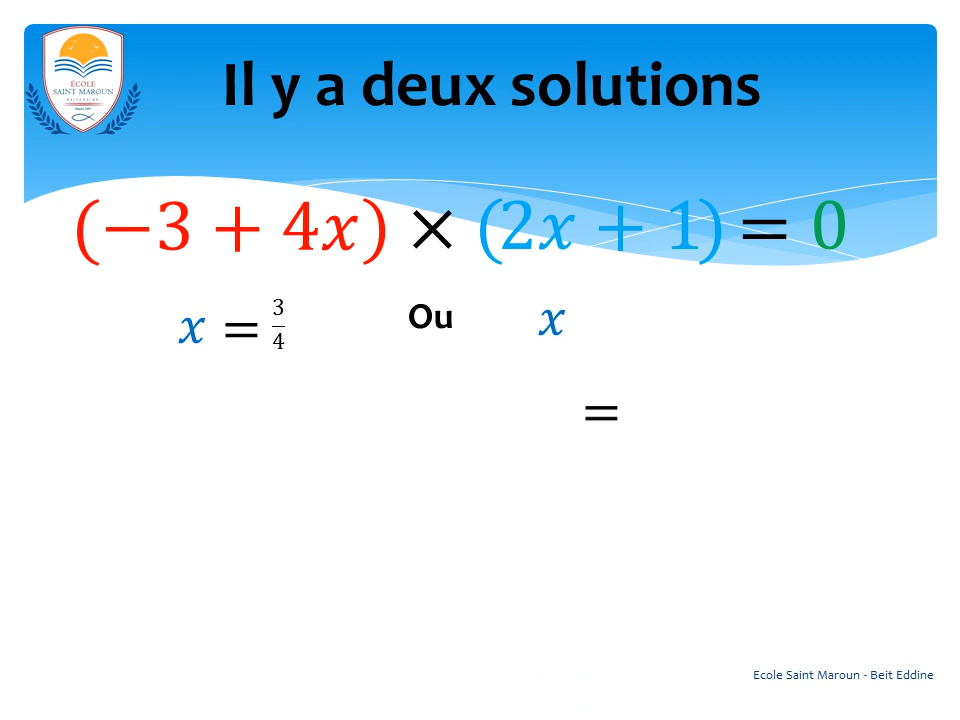 ÉCOLE
SAINT MAROUN
BEITEDDINE
Il y a deux solutions
(−3 + 4x) × (2x + 1) = 0
x = 3/4 Ou x
=
Ecole Saint Maroun - Beit Eddine